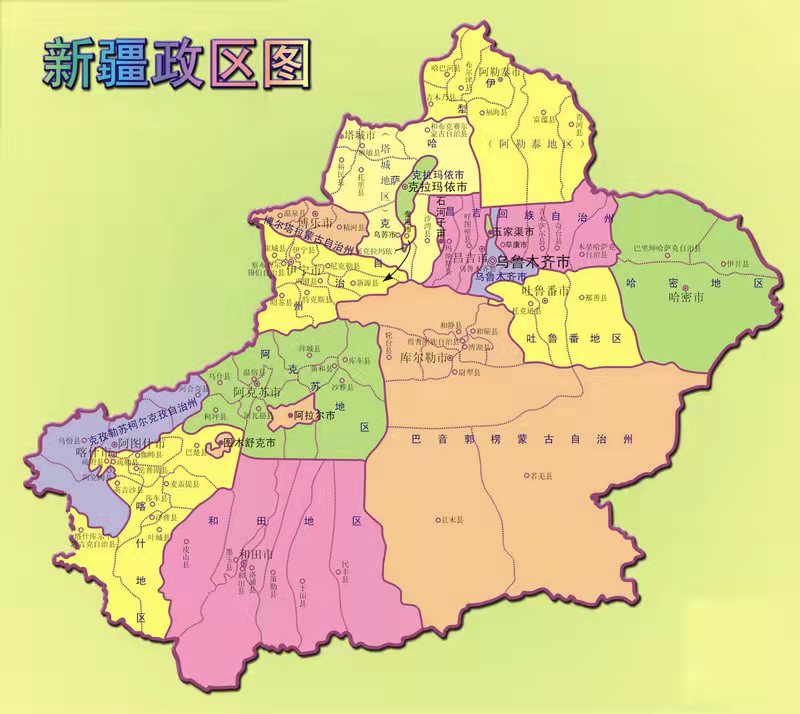 新疆政区图
哈巴河县
布尔津县
阿勒泰市
伊犁哈萨克自治州
吉木乃县
福海县
富蕴县
青河县
(阿勒泰地区)
塔城市
(塔城地区)
额敏县
裕民县
托里县
和布克赛尔
蒙古自治县
克拉玛依市
克拉玛依市
奎屯市
乌苏市
沙湾县
石河子市
昌吉回族自治州
呼图壁县
玛纳斯县
昌吉市
五家渠市
阜康市
吉木萨尔县
奇台县
木垒哈萨克
自治县
乌鲁木齐市
乌鲁木齐市
巴里坤哈萨克自治县
伊吾县
哈密地区
哈密市
吐鲁番市
托克逊县
鄯善县
吐鲁番地区
温泉县
博乐市
精河县
博尔塔拉蒙古自治州
霍城县
伊宁县
伊宁市
察布查尔
锡伯自治县
尼勒克县
新源县
昭苏县
特克斯县
和静县
和硕县
焉耆回族自治县
博湖县
轮台县
库尔勒市
尉犁县
巴音郭楞蒙古自治州
若羌县
且末县
阿克苏地区
拜城县
库车县
新和县
沙雅县
温宿县
阿克苏市
乌什县
柯坪县
阿瓦提县
阿拉尔市
阿合奇县
克孜勒苏柯尔克孜自治州
乌恰县
阿图什市
喀什市
疏附县
疏勒县
伽师县
巴楚县
图木舒克市
岳普湖县
麦盖提县
英吉沙县
莎车县
泽普县
叶城县
塔什库尔
喀什地区
和田地区
皮山县
墨玉县
和田市
和田县
洛浦县
策勒县
于田县
民丰县